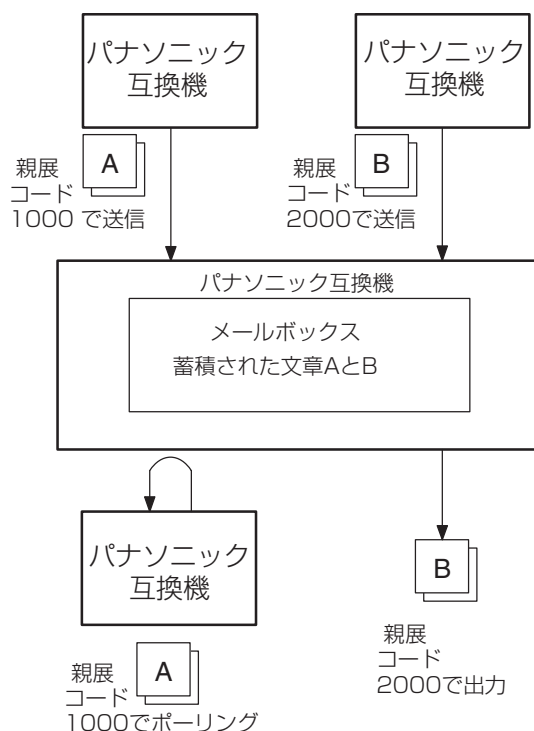 パナソニック
互換機
パナソニック
互換機
A
親展
コード
1000 で送信
B
親展
コード
2000で送信
パナソニック互換機
メールボックス
蓄積された文章AとB
パナソニック
互換機
A
親展
コード
1000でポーリング
B
親展
コード
2000で出力